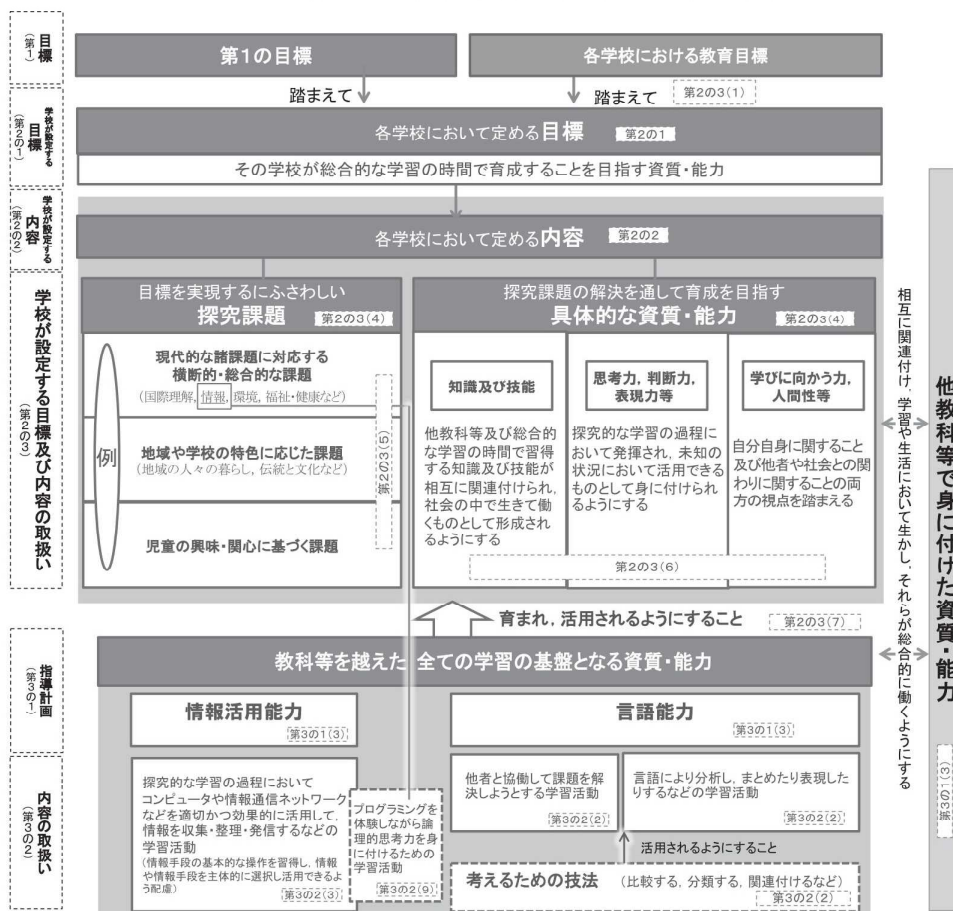 目標
(第1)
第1の目標
各学校における教育目標
踏まえて
踏まえて
第2の3(1)
学校が設定する
目標
(第2の1)
各学校において定める目標 第2の1
その学校が総合的な学習の時間で育成することを目指す資質・能力
学校が設定する
内容
(第2の2)
各学校において定める内容 第2の2
学校が設定する目標及び内容の取扱い
(第2の3)
目標を実現するにふさわしい
探究課題 第2の3(4)
例
現代的な諸課題に対応する
横断的・総合的な課題
(国際理解,情報,環境,福祉・健康など)
地域や学校の特色に応じた課題
(地域の人々の暮らし,伝統と文化など)
児童の興味・関心に基づく課題
第2の3(5)
探究課題の解決を通して育成を目指す
具体的な資質・能力 第2の3(4)
知識及び技能
他教科等及び総合的
な学習の時間で習得
する知識及び技能が
相互に関連付けられ,
社会の中で生きて働
くものとして形成され
るようにする
思考力,判断力,
表現力等
探究的な学習の過程に
おいて発揮され,未知の
状況において活用できる
ものとして身に付けられ
るようにする
学びに向かう力,
人間性等
自分自身に関すること
及び他者や社会との関
わりに関することの両
方の視点を踏まえる
第2の3(6)
育まれ,活用されるようにすること 第2の3(7)
指導計画
(第3の1)
教科等を越えた 全ての学習の基盤となる資質・能力
情報活用能力
第3の1(3)
言語能力
第3の1(3)
内容の取扱い
(第3の2)
探究的な学習の過程において
コンピュータや情報通信ネットワーク
などを適切かつ効果的に活用して,
情報を収集・整理・発信するなどの
学習活動
(情報手段の基本的な操作を習得し,情報
や情報手段を主体的に選択し活用できるよ
う配慮)
第3の2(3)
プログラミングを
体験しながら論
理的思考力を身
に付けるための
学習活動
第3の2(9)
他者と協働して課題を解
決しようとする学習活動
第3の2(2)
言語により分析し,まとめたり表現した
りするなどの学習活動
第3の2(2)
活用されるようにすること
考えるための技法 (比較する,分類する,関連付けるなど)
第3の2(2)
相互に関連付け,学習や生活において生かし,それらが総合的に働くようにする
他教科等で身に付けた資質・能力
第3の1(3)